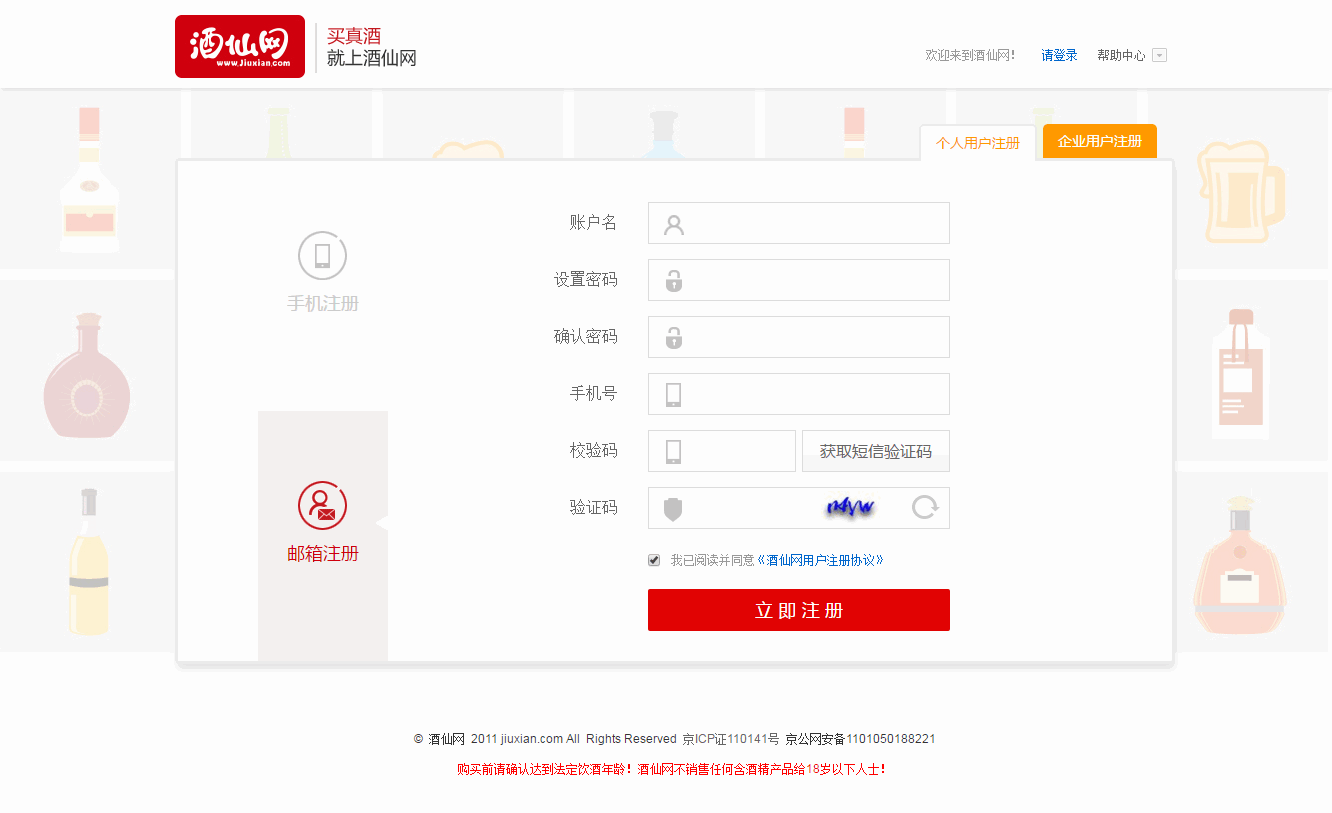 酒仙网
www.Jiuxian.com
买真酒
就上酒仙网
欢迎来到酒仙网！ 请登录 帮助中心
个人用户注册 企业用户注册
手机注册
邮箱注册
账户名
设置密码
确认密码
手机号
校验码 获取短信验证码
验证码 n4yw
我已阅读并同意《酒仙网用户注册协议》
立即注册
© 酒仙网 2011 jiuxian.com All Rights Reserved 京ICP证110141号 京公网安备1101050188221
购买前请确认达到法定饮酒年龄！酒仙网不销售任何含酒精产品给18岁以下人士！